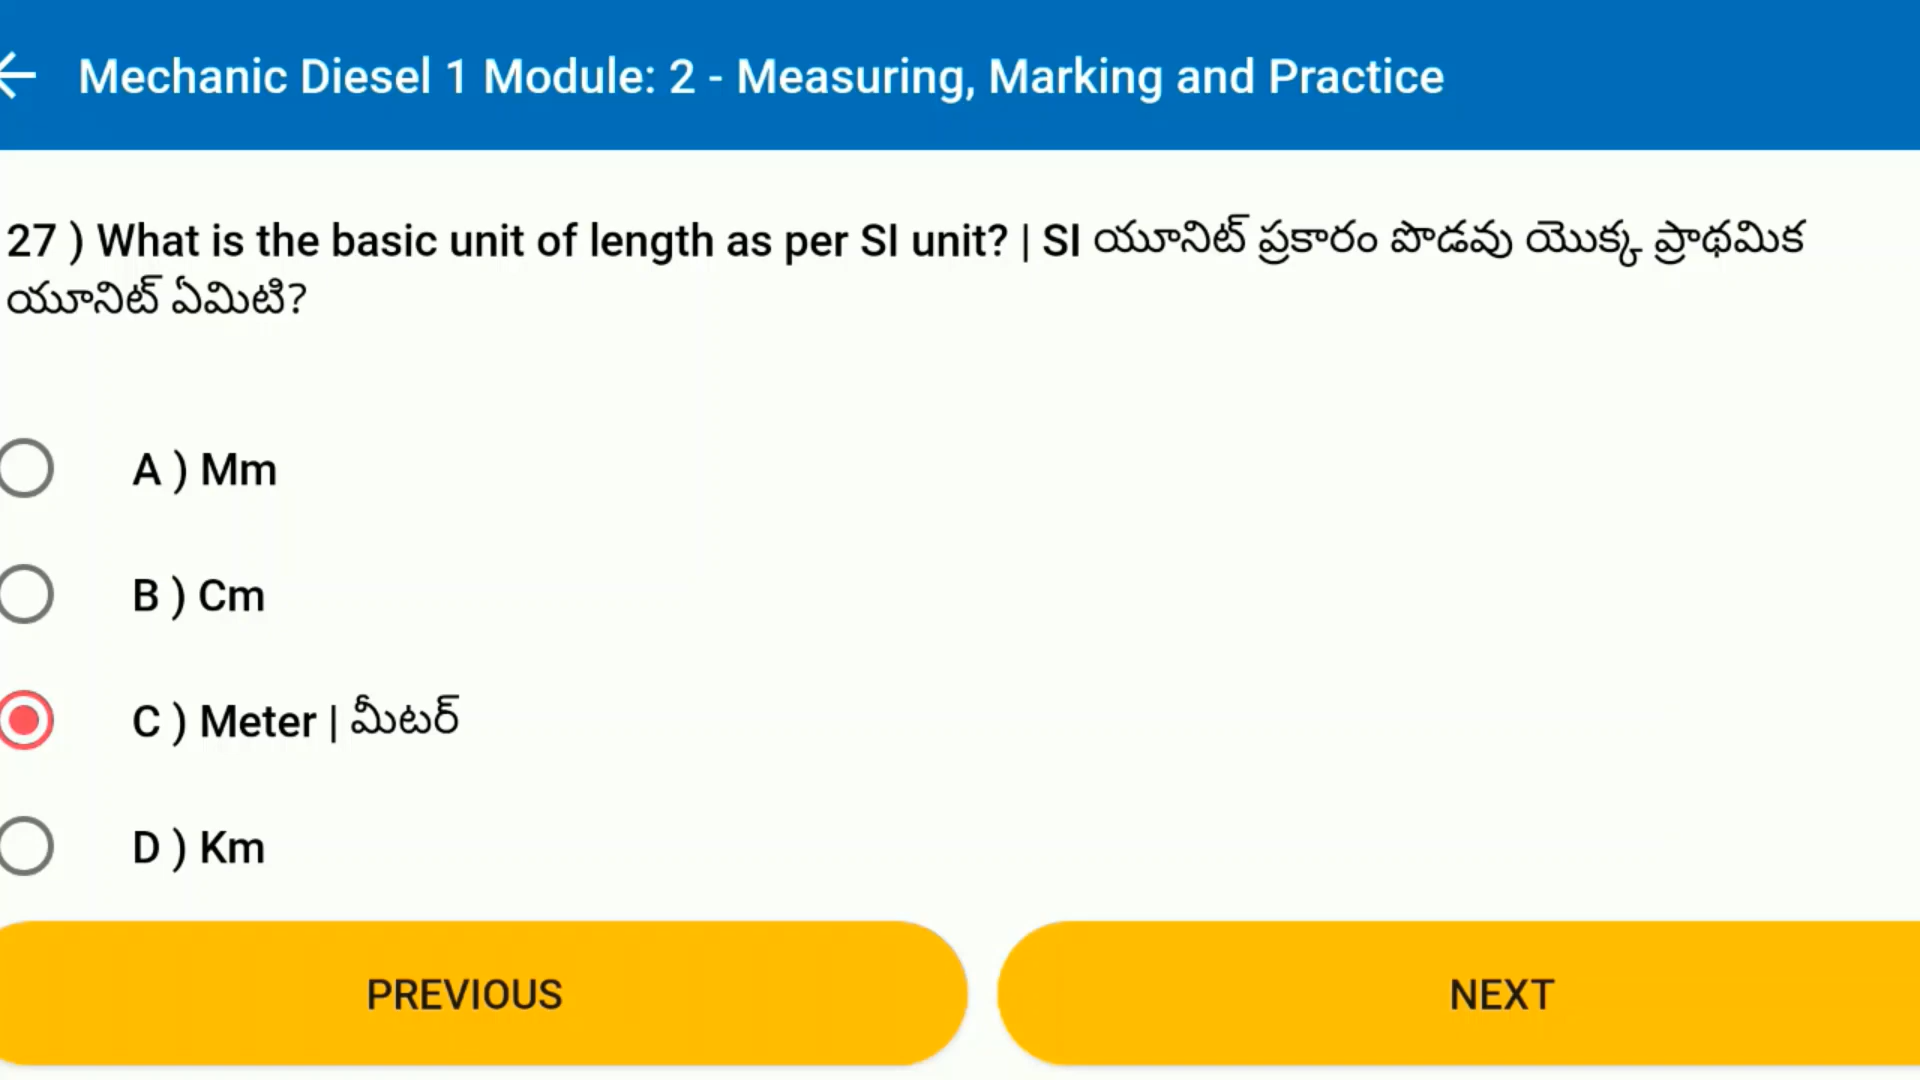 Mechanic Diesel 1 Module: 2 - Measuring, Marking and Practice
27 ) What is the basic unit of length as per SI unit? | SI యూనిట్ ప్రకారం పొడవు యొక్క ప్రాథమిక
యూనిట్ ఏమిటి?
A ) Mm
B ) Cm
C ) Meter | మీటర్
D ) Km
PREVIOUS
NEXT